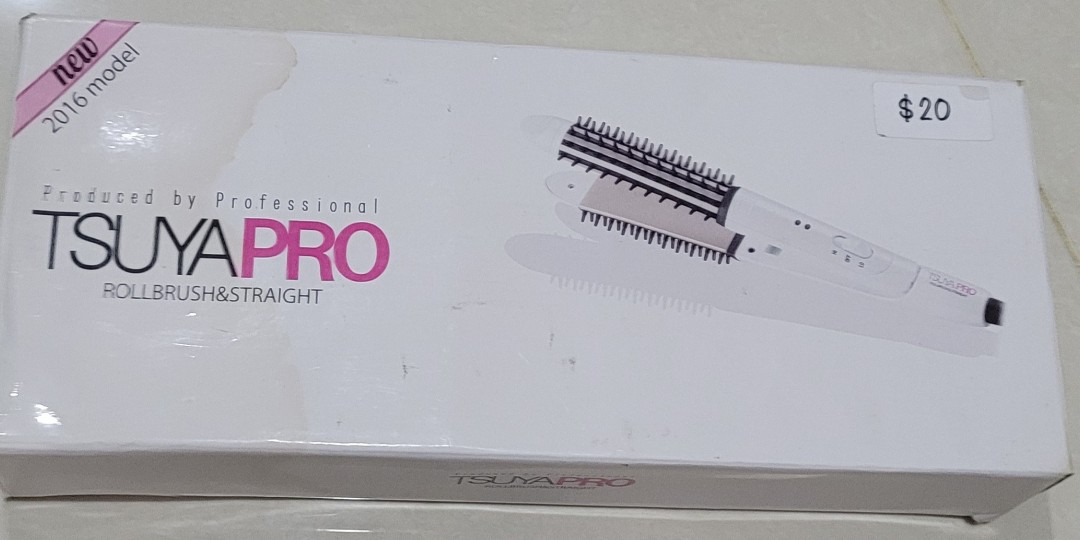 new
2016 model
$20
Produced by Professional
TSUYAPRO
ROLLBRUSH&STRAIGHT
TSUYAPRO
TSUYAPRO